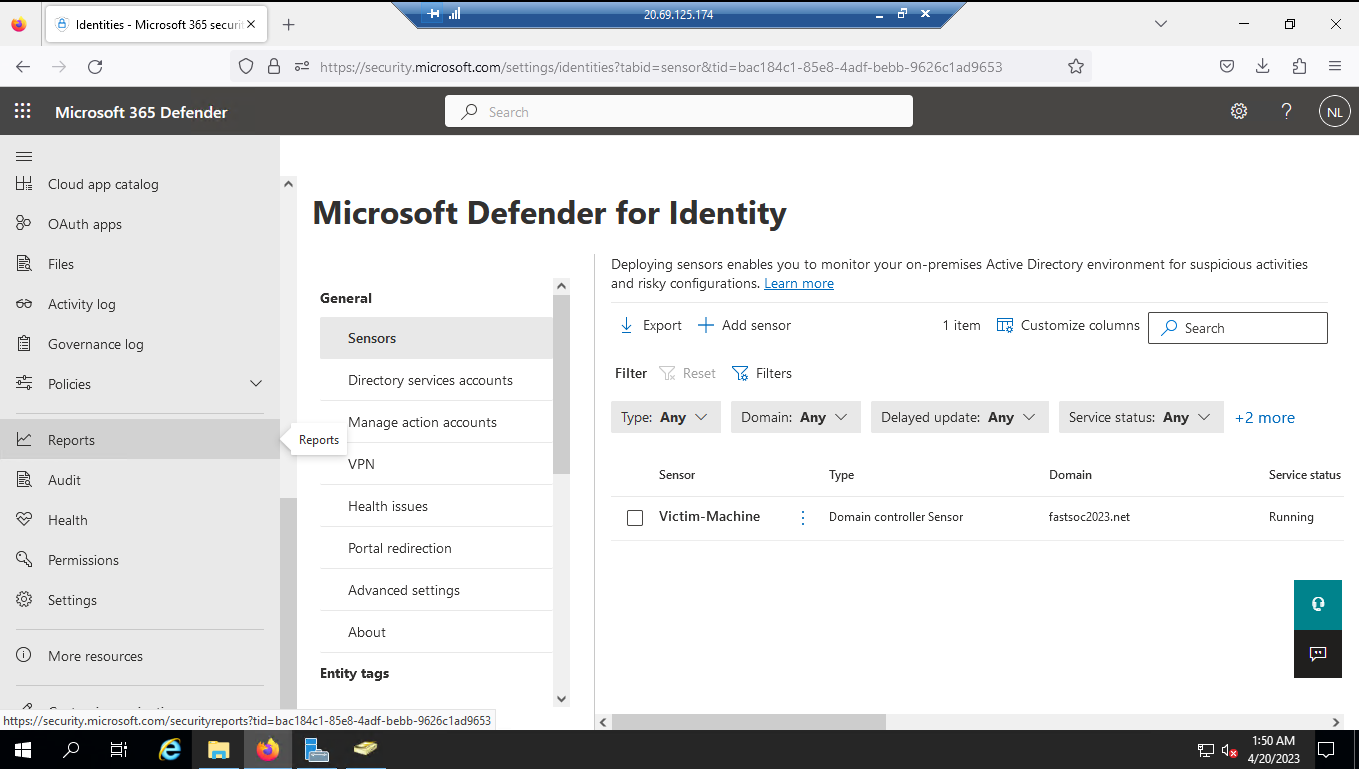 20.69.125.174
Identities - Microsoft 365 securi
https://security.microsoft.com/settings/identities?tabid=sensor&tid=bac184c1-85e8-4adf-bebb-9626c1ad9653
Microsoft 365 Defender
Search
NL
Cloud app catalog
OAuth apps
Files
Activity log
Governance log
Policies
Reports
Reports
Audit
Health
Permissions
Settings
More resources
https://security.microsoft.com/securityreports?tid=bac184c1-85e8-4adf-bebb-9626c1ad9653
Microsoft Defender for Identity
General
Sensors
Directory services accounts
Manage action accounts
VPN
Health issues
Portal redirection
Advanced settings
About
Entity tags
Deploying sensors enables you to monitor your on-premises Active Directory environment for suspicious activities
and risky configurations. Learn more
Export Add sensor 1 item Customize columns Search
Filter Reset Filters
Type: Any Domain: Any Delayed update: Any Service status: Any +2 more
Sensor Type Domain Service status
Victim-Machine Domain controller Sensor fastsoc2023.net Running
1:50 AM
4/20/2023